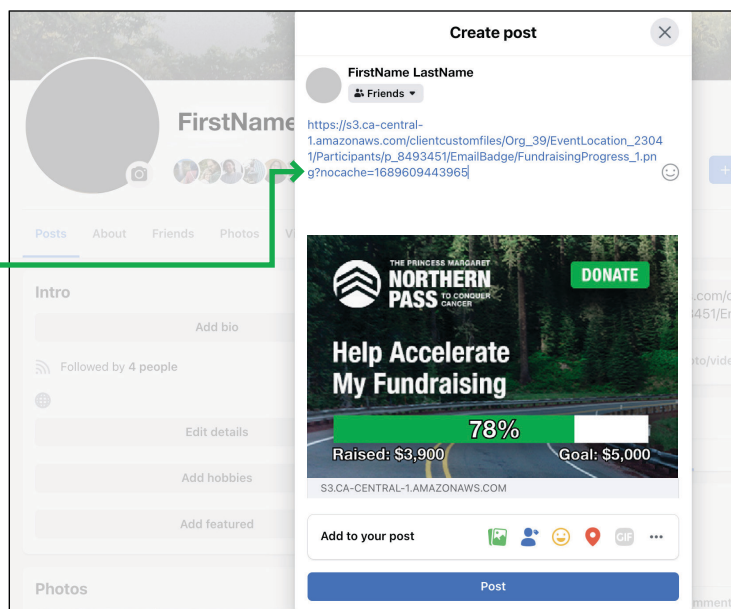 Create post
FirstName LastName
Friends
https://s3.ca-central-
1.amazonaws.com/clientcustomfiles/Org_39/EventLocation_2304
1/Participants/p_8493451/EmailBadge/FundraisingProgress_1.pn
g?nocache=1689609443965
THE PRINCESS MARGARET
NORTHERN
PASS TO CONQUER
CANCER
DONATE
Help Accelerate
My Fundraising
78%
Raised: $3,900 Goal: $5,000
S3.CA-CENTRAL-1.AMAZONAWS.COM
Add to your post
GIF
Post
FirstName
Posts About Friends Photos
Intro
Add bio
Followed by 4 people
Edit details
Add hobbies
Add featured
Photos